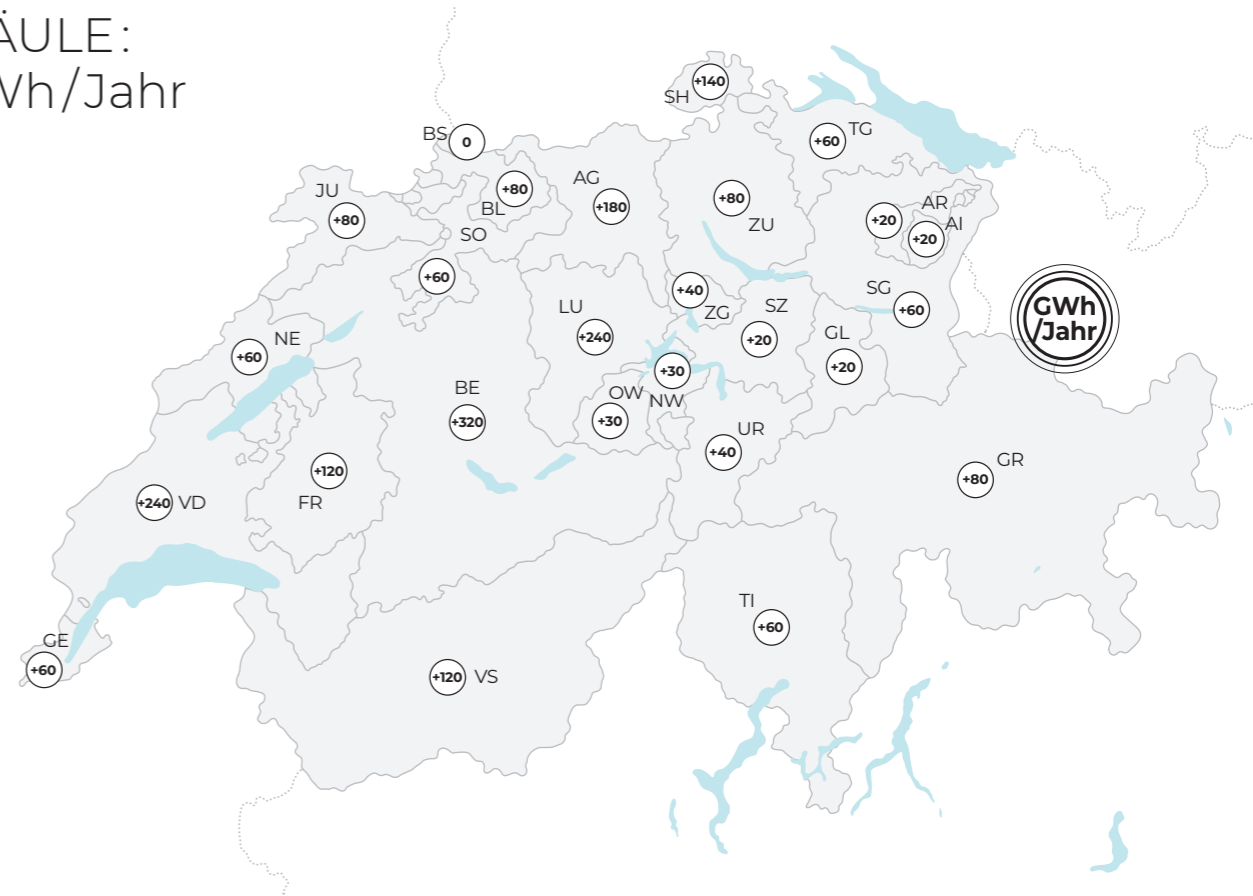 ÄULE:
Wh/Jahr
+140
SH
BS
0
+60
TG
JU
+80
+80
BL
AG
+180
+80
ZU
AR
+20
AI
+20
SO
+60
+40
ZG
SZ
+20
SG
+60
GWh
/Jahr
LU
+240
GL
+20
NE
+60
+30
BE
+320
OW
+30
NW
UR
+40
+120
FR
GR
+80
+240 VD
TI
+60
GE
+60
+120 VS